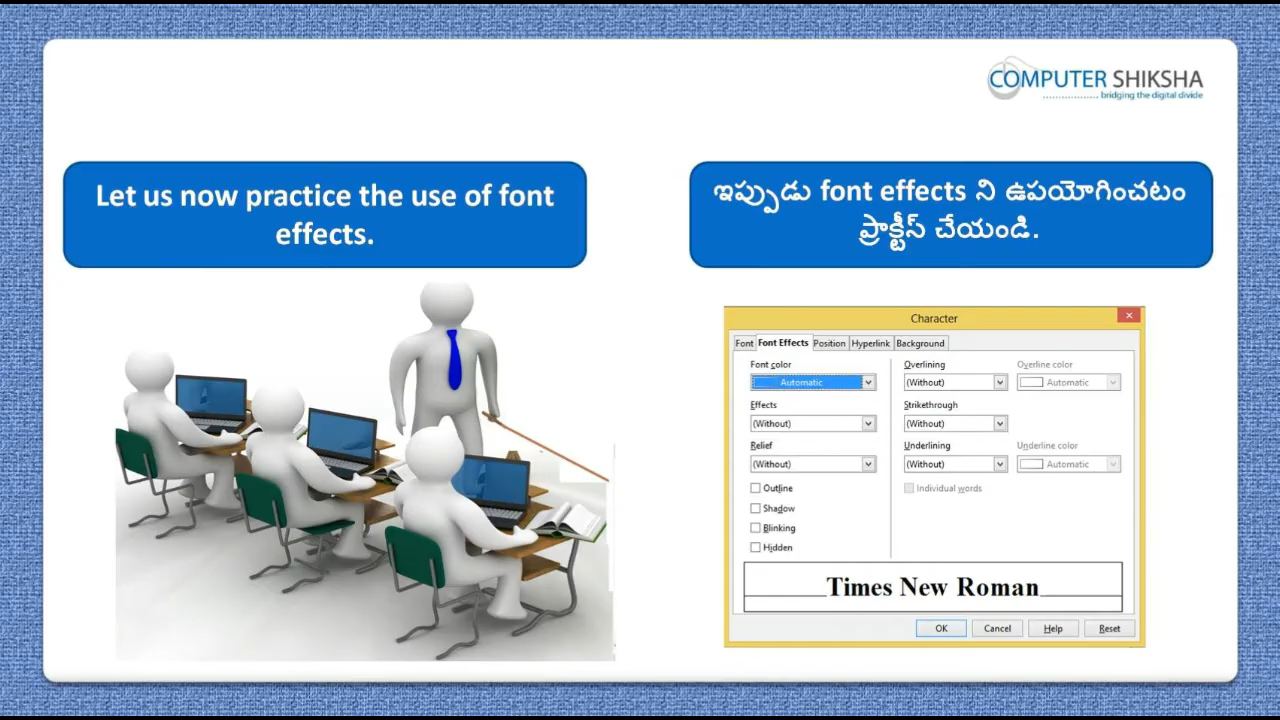 COMPUTER SHIKSHA
bridging the digital divide
Let us now practice the use of font
effects.
ఇప్పుడు font effects ని ఉపయోగించటం
ప్రాక్టీస్ చేయండి.
Character
Font Font Effects Position Hyperlink Background
Font color Overlining Overline color
Automatic (Without) Automatic
Effects Strikethrough
(Without) (Without)
Relief Underlining Underline color
(Without) (Without) Automatic
Outline Individual words
Shadow
Blinking
Hidden
Times New Roman
OK Cancel Help Reset